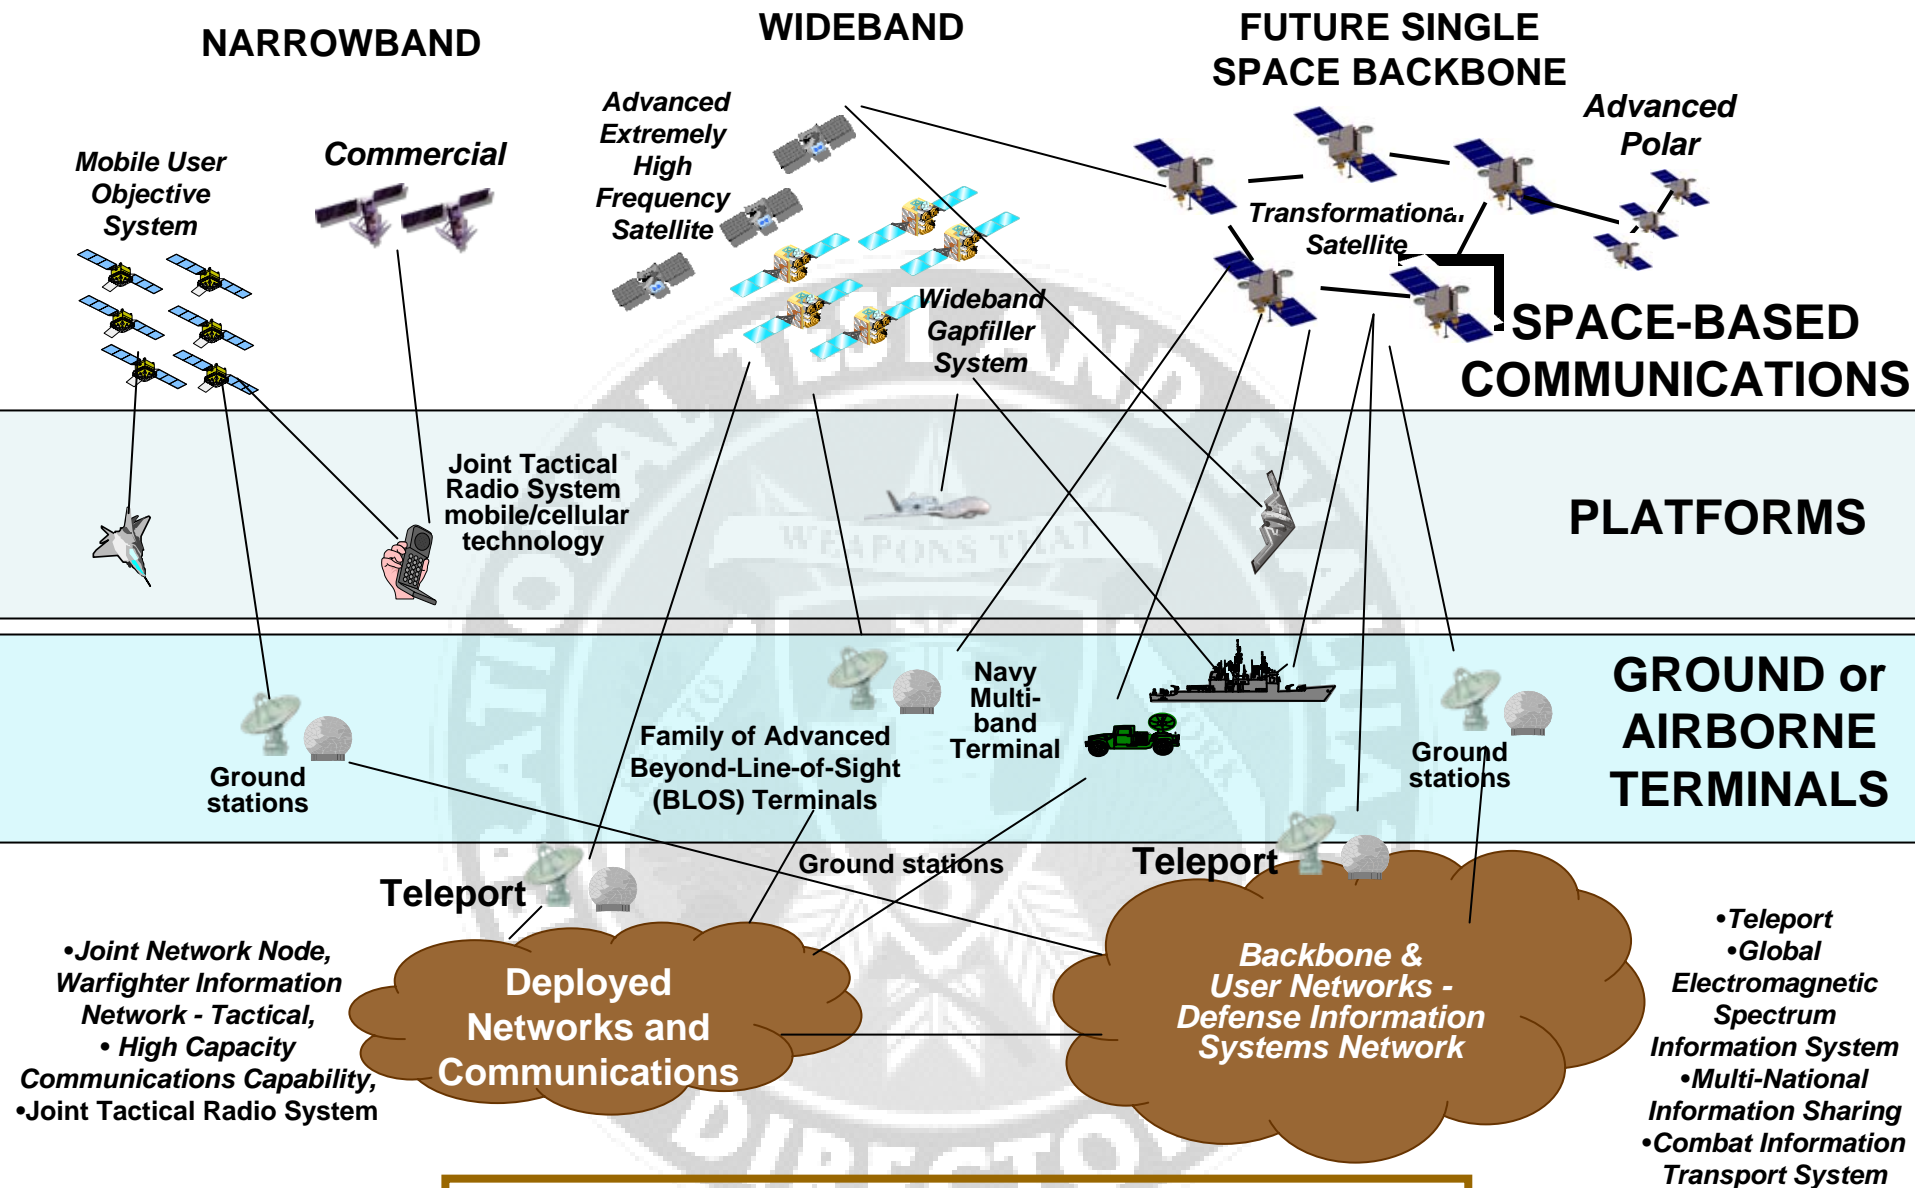 NARROWBAND
WIDEBAND
FUTURE SINGLE
SPACE BACKBONE
Mobile User
Objective
System
Commercial
Advanced
Extremely
High
Frequency
Satellite
Wideband
Gapfiller
System
Transformational
Satellite
Advanced
Polar
SPACE-BASED
COMMUNICATIONS
Joint Tactical
Radio System
mobile/cellular
technology
PLATFORMS
WEAPONS THAT
Ground
stations
Family of Advanced
Beyond-Line-of-Sight
(BLOS) Terminals
Navy
Multi-
band
Terminal
Ground
stations
GROUND or
AIRBORNE
TERMINALS
Teleport
Ground stations
Teleport
•Joint Network Node,
Warfighter Information
Network - Tactical,
• High Capacity
Communications Capability,
•Joint Tactical Radio System
Deployed
Networks and
Communications
Backbone &
User Networks -
Defense Information
Systems Network
•Teleport
•Global
Electromagnetic
Spectrum
Information System
•Multi-National
Information Sharing
•Combat Information
Transport System